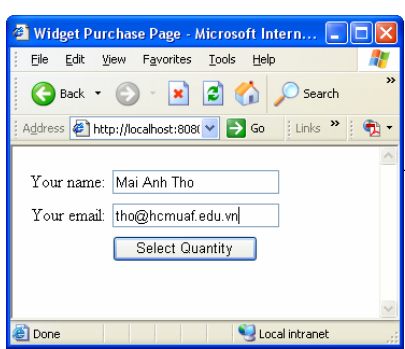 Widget Purchase Page - Microsoft Intern...
File Edit View Favorites Tools Help
Back Search »
Address http://localhost:808 Go Links »
Your name: Mai Anh Tho
Your email: tho@hcmuaf.edu.vn
Select Quantity
Done Local intranet